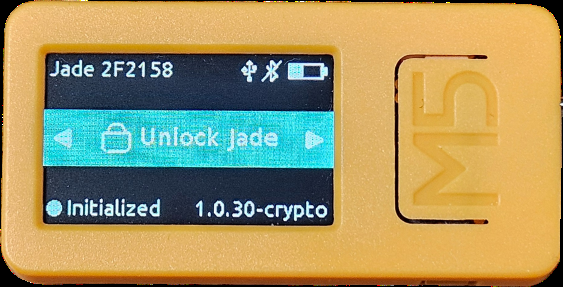 Jade 2F2158
Unlock Jade
Initialized 1.0.30-crypto
M5